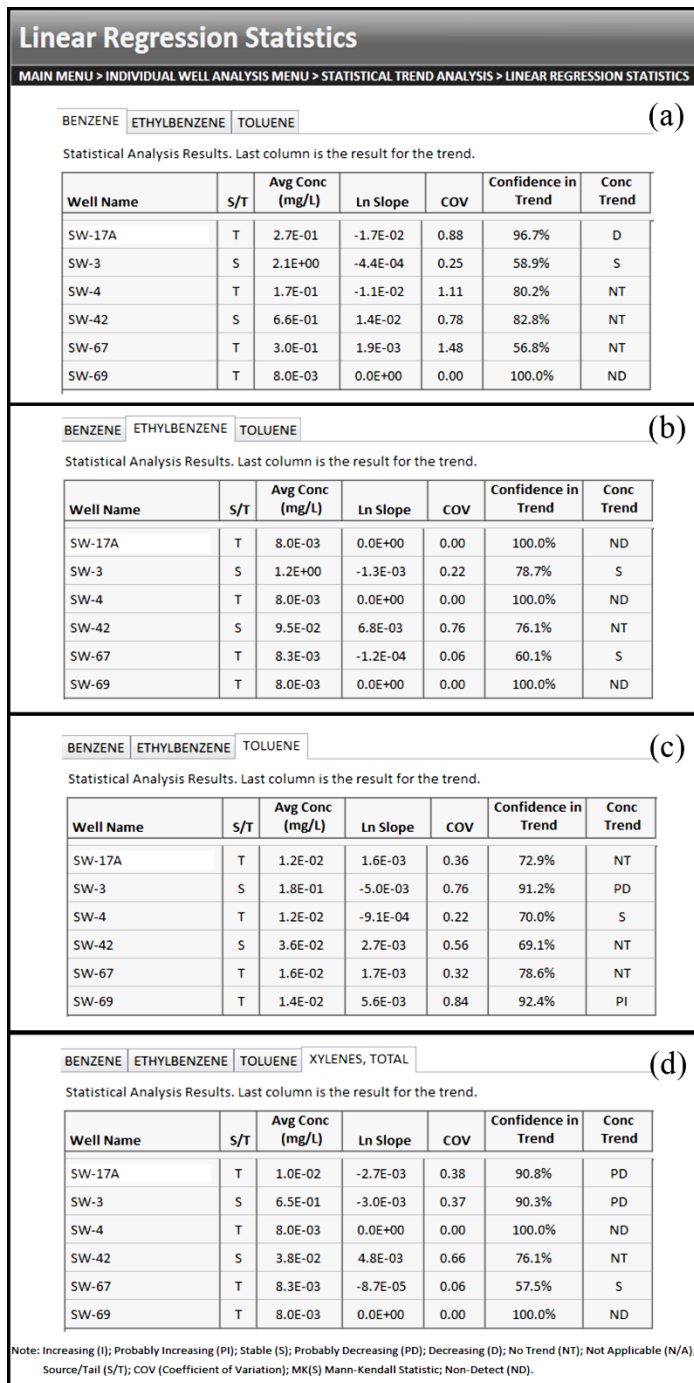 Linear Regression Statistics
MAIN MENU > INDIVIDUAL WELL ANALYSIS MENU > STATISTICAL TREND ANALYSIS > LINEAR REGRESSION STATISTICS
(a)
BENZENE ETHYLBENZENE TOLUENE
Statistical Analysis Results. Last column is the result for the trend.
Well Name S/T Avg Conc (mg/L) Ln Slope COV Confidence in Trend Conc Trend
SW-17A T 2.7E-01 -1.7E-02 0.88 96.7% D
SW-3 S 2.1E+00 -4.4E-04 0.25 58.9% S
SW-4 T 1.7E-01 -1.1E-02 1.11 80.2% NT
SW-42 S 6.6E-01 1.4E-02 0.78 82.8% NT
SW-67 T 3.0E-01 1.9E-03 1.48 56.8% NT
SW-69 T 8.0E-03 0.0E+00 0.00 100.0% ND
(b)
BENZENE ETHYLBENZENE TOLUENE
Statistical Analysis Results. Last column is the result for the trend.
Well Name S/T Avg Conc (mg/L) Ln Slope COV Confidence in Trend Conc Trend
SW-17A T 8.0E-03 0.0E+00 0.00 100.0% ND
SW-3 S 1.2E+00 -1.3E-03 0.22 78.7% S
SW-4 T 8.0E-03 0.0E+00 0.00 100.0% ND
SW-42 S 9.5E-02 6.8E-03 0.76 76.1% NT
SW-67 T 8.3E-03 -1.2E-04 0.06 60.1% S
SW-69 T 8.0E-03 0.0E+00 0.00 100.0% ND
(c)
BENZENE ETHYLBENZENE TOLUENE
Statistical Analysis Results. Last column is the result for the trend.
Well Name S/T Avg Conc (mg/L) Ln Slope COV Confidence in Trend Conc Trend
SW-17A T 1.2E-02 1.6E-03 0.36 72.9% NT
SW-3 S 1.8E-01 -5.0E-03 0.76 91.2% PD
SW-4 T 1.2E-02 -9.1E-04 0.22 70.0% S
SW-42 S 3.6E-02 2.7E-03 0.56 69.1% NT
SW-67 T 1.6E-02 1.7E-03 0.32 78.6% NT
SW-69 T 1.4E-02 5.6E-03 0.84 92.4% PI
(d)
BENZENE ETHYLBENZENE TOLUENE XYLENES, TOTAL
Statistical Analysis Results. Last column is the result for the trend.
Well Name S/T Avg Conc (mg/L) Ln Slope COV Confidence in Trend Conc Trend
SW-17A T 1.0E-02 -2.7E-03 0.38 90.8% PD
SW-3 S 6.5E-01 -3.0E-03 0.37 90.3% PD
SW-4 T 8.0E-03 0.0E+00 0.00 100.0% ND
SW-42 S 3.8E-02 4.8E-03 0.66 76.1% NT
SW-67 T 8.3E-03 -8.7E-05 0.06 57.5% S
SW-69 T 8.0E-03 0.0E+00 0.00 100.0% ND
Note: Increasing (I); Probably Increasing (PI); Stable (S); Probably Decreasing (PD); Decreasing (D); No Trend (NT); Not Applicable (N/A);
Source/Tail (S/T); COV (Coefficient of Variation); MK(S) Mann-Kendall Statistic; Non-Detect (ND).